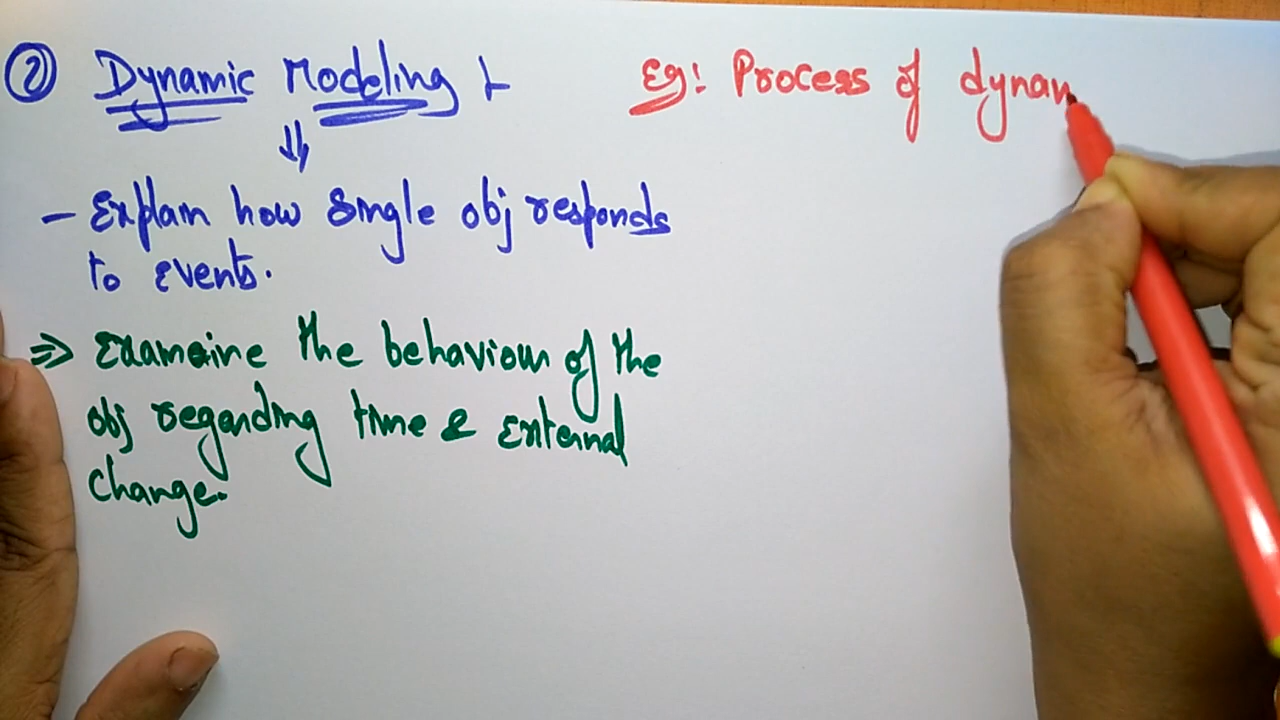 ② Dynamic Modeling :-
- Explain how single obj responds
to events.
⇒ Examaine the behaviour of the
obj regarding time & External
change.
Eg: Process of dynam